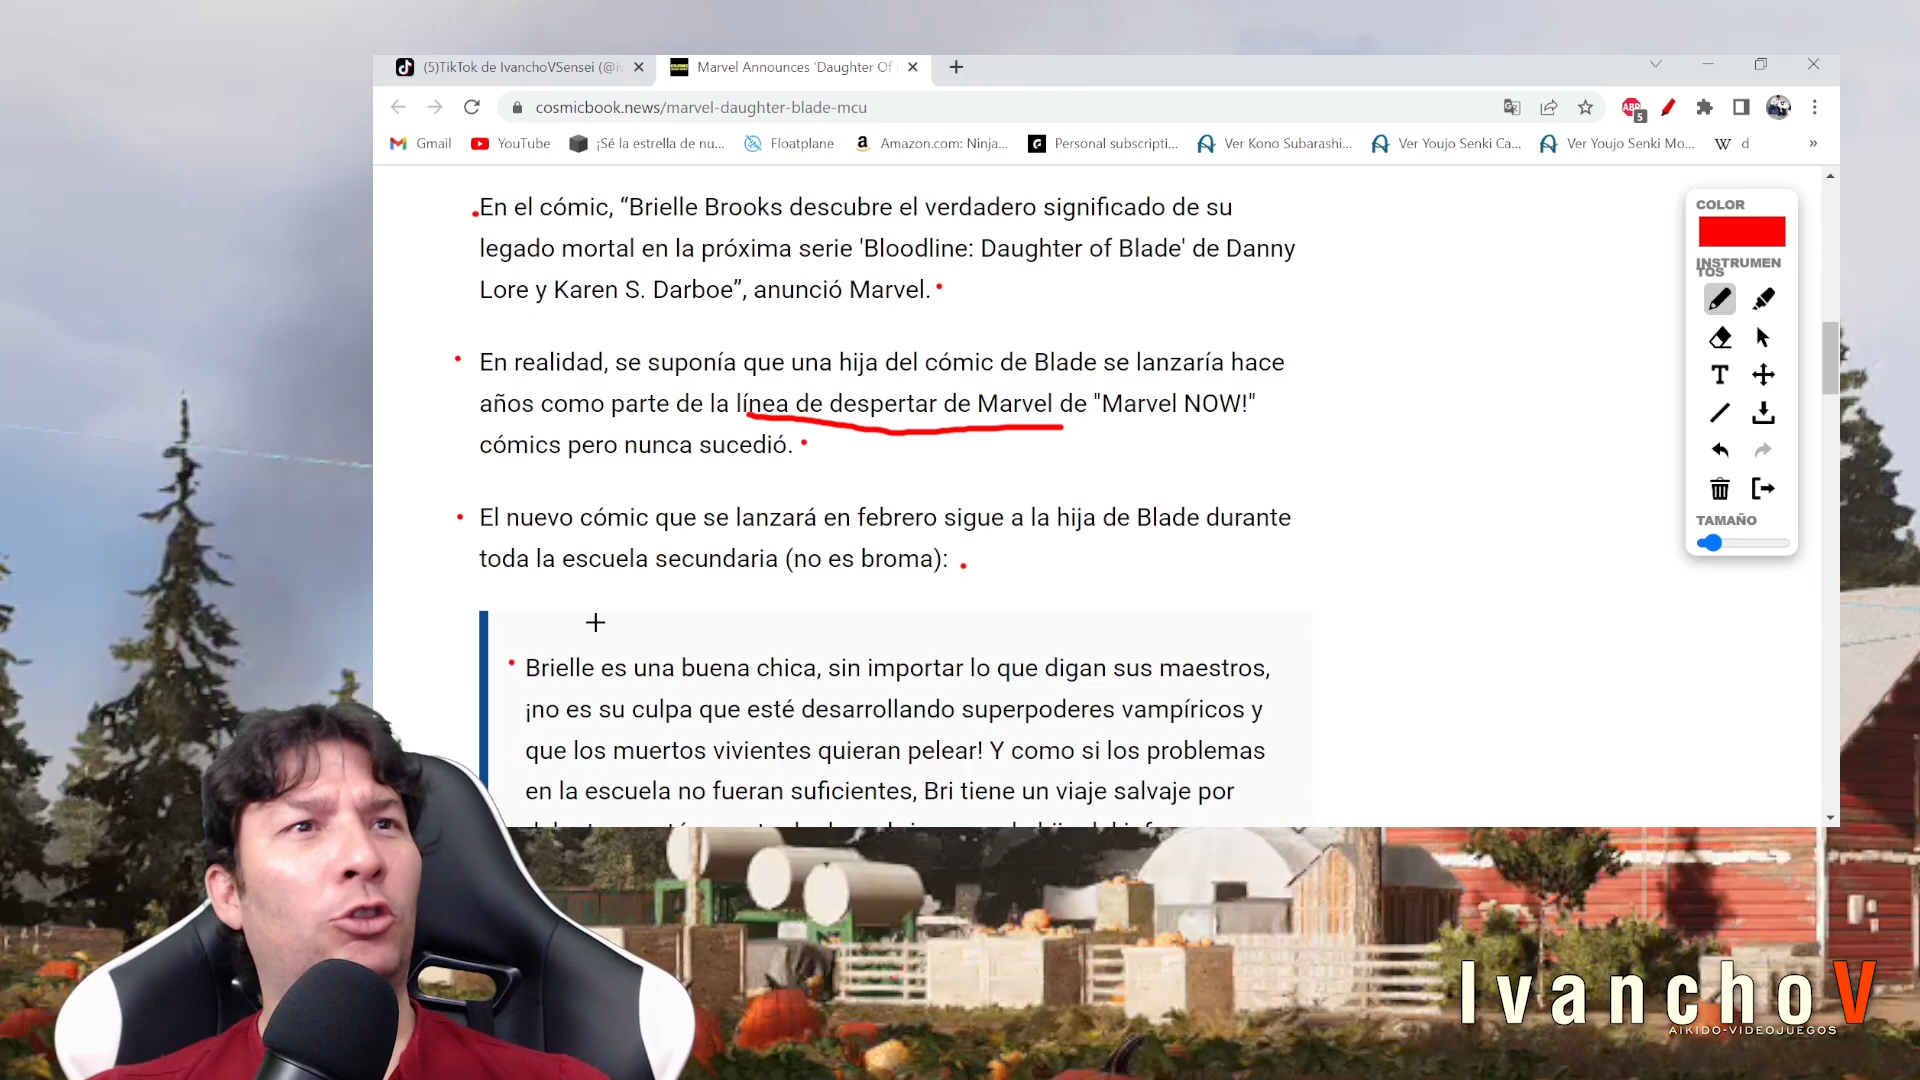 (5)TikTok de IvanchoVSensei (@iv
Marvel Announces 'Daughter Of
cosmicbook.news/marvel-daughter-blade-mcu
ABP
5
Gmail
YouTube
¡Sé la estrella de nu...
Floatplane
Amazon.com: Ninja...
Personal subscripti...
Ver Kono Subarashi...
Ver Youjo Senki Ca...
Ver Youjo Senki Mo...
W d
»
En el cómic, “Brielle Brooks descubre el verdadero significado de su
legado mortal en la próxima serie 'Bloodline: Daughter of Blade' de Danny
Lore y Karen S. Darboe”, anunció Marvel.
En realidad, se suponía que una hija del cómic de Blade se lanzaría hace
años como parte de la línea de despertar de Marvel de "Marvel NOW!"
cómics pero nunca sucedió.
El nuevo cómic que se lanzará en febrero sigue a la hija de Blade durante
toda la escuela secundaria (no es broma):
Brielle es una buena chica, sin importar lo que digan sus maestros,
¡no es su culpa que esté desarrollando superpoderes vampíricos y
que los muertos vivientes quieran pelear! Y como si los problemas
en la escuela no fueran suficientes, Bri tiene un viaje salvaje por
COLOR
INSTRUMEN
TOS
T
TAMAÑO
IvanchoV
AIKIDO-VIDEOJUEGOS